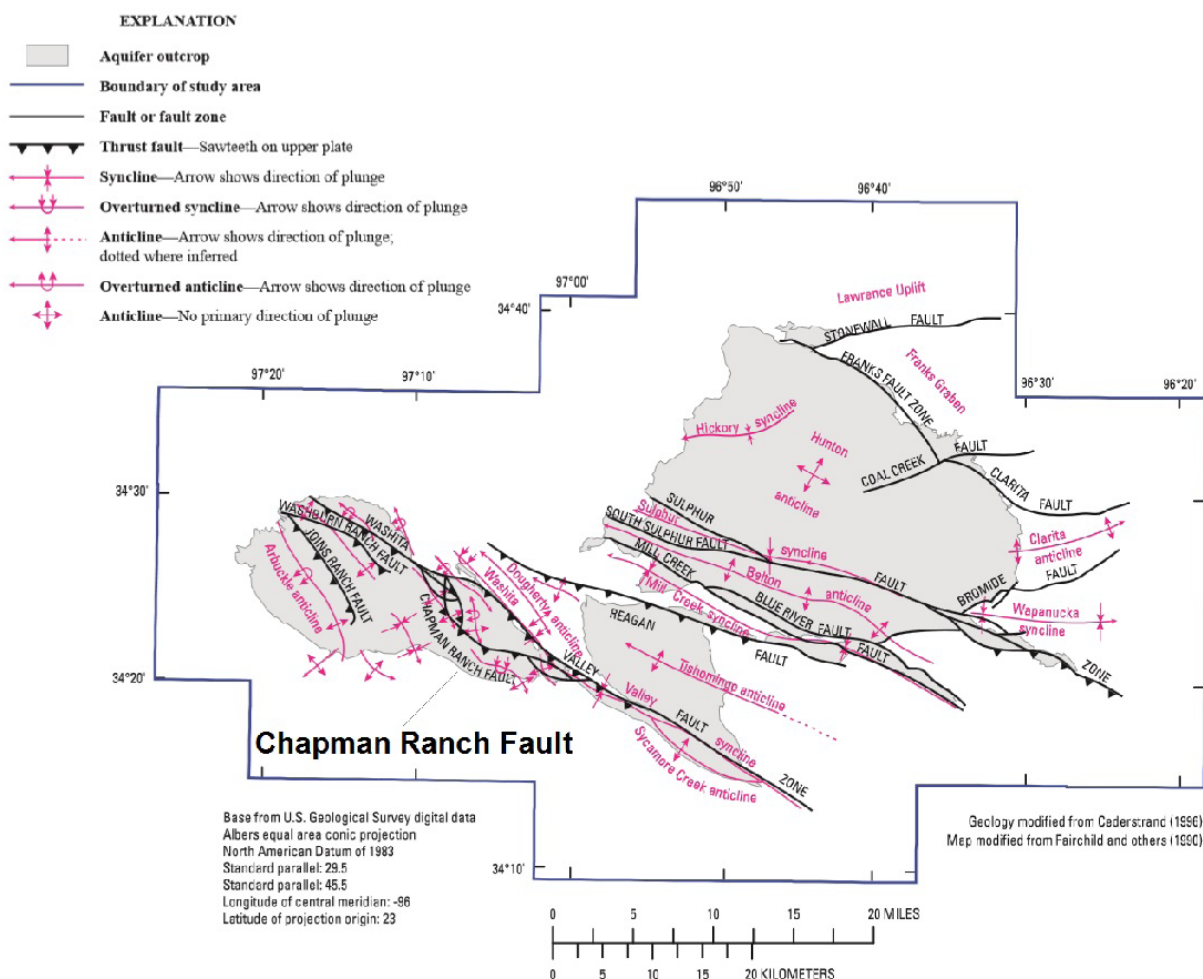 EXPLANATION
Aquifer outcrop
Boundary of study area
Fault or fault zone
Thrust fault—Sawteeth on upper plate
Syncline—Arrow shows direction of plunge
Overturned syncline—Arrow shows direction of plunge
Anticline—Arrow shows direction of plunge;
dotted where inferred
Overturned anticline—Arrow shows direction of plunge
Anticline—No primary direction of plunge
96°50'
96°40'
97°00'
34°40'
Lawrance Uplift
STONEWALL FAULT
FRANKS FAULT ZONE
Franks Graben
97°20'
97°10'
96°30'
96°20'
Hickory syncline
Hunton
anticline
COAL CREEK FAULT
CLARITA FAULT
34°30'
WASHITA
WASHBURN RANCH FAULT
JOINS RANCH FAULT
Arbuckle anticline
SULPHUR
Sulphur syncline
SOUTH SULPHUR FAULT
FAULT
MILL CREEK
Belton anticline
Mill Creek syncline
BLUE RIVER FAULT
FAULT
Clarita
anticline
BROMIDE FAULT
Wapanucka
syncline
ZONE
Dougherty anticline
Washita
CHAPMAN RANCH FAULT
REAGAN
FAULT
34°20'
VALLEY
Tishomingo anticline
Valley
FAULT
syncline
Sycamore Creek anticline
ZONE
Chapman Ranch Fault
Base from U.S. Geological Survey digital data
Albers equal area conic projection
North American Datum of 1983
Standard parallel: 29.5
Standard parallel: 45.5
Longitude of central meridian: -96
Latitude of projection origin: 23
Geology modified from Cederstrand (1996)
Map modified from Fairchild and others (1990)
34°10'
0 5 10 15 20 MILES
0 5 10 15 20 KILOMETERS